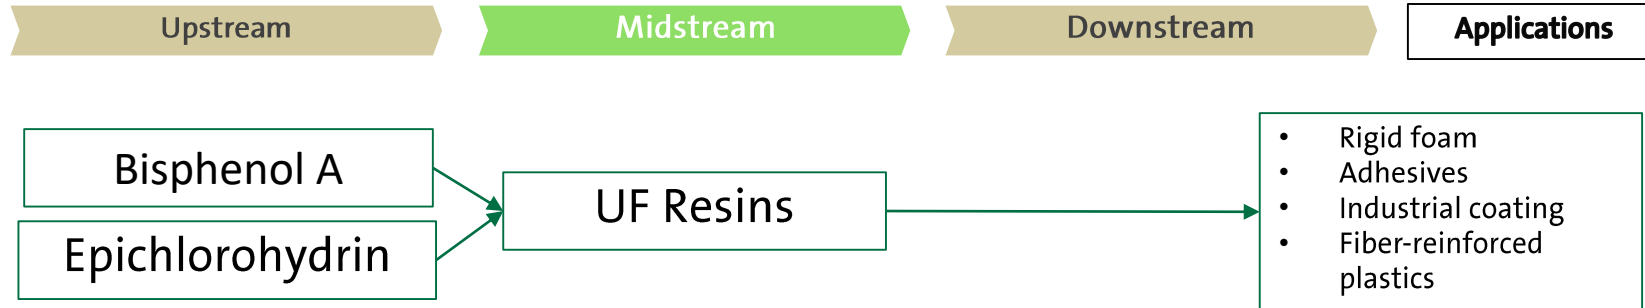 Upstream
Midstream
Downstream
Applications
Bisphenol A
Epichlorohydrin
UF Resins
• Rigid foam
• Adhesives
• Industrial coating
• Fiber-reinforced
plastics